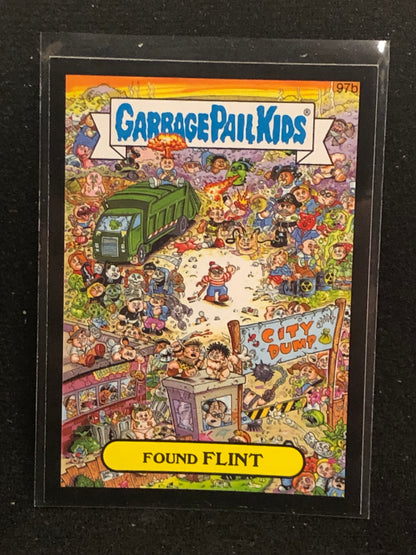 97b
GARBAGE PAIL KIDS®
CITY
DUMP
FOUND FLINT